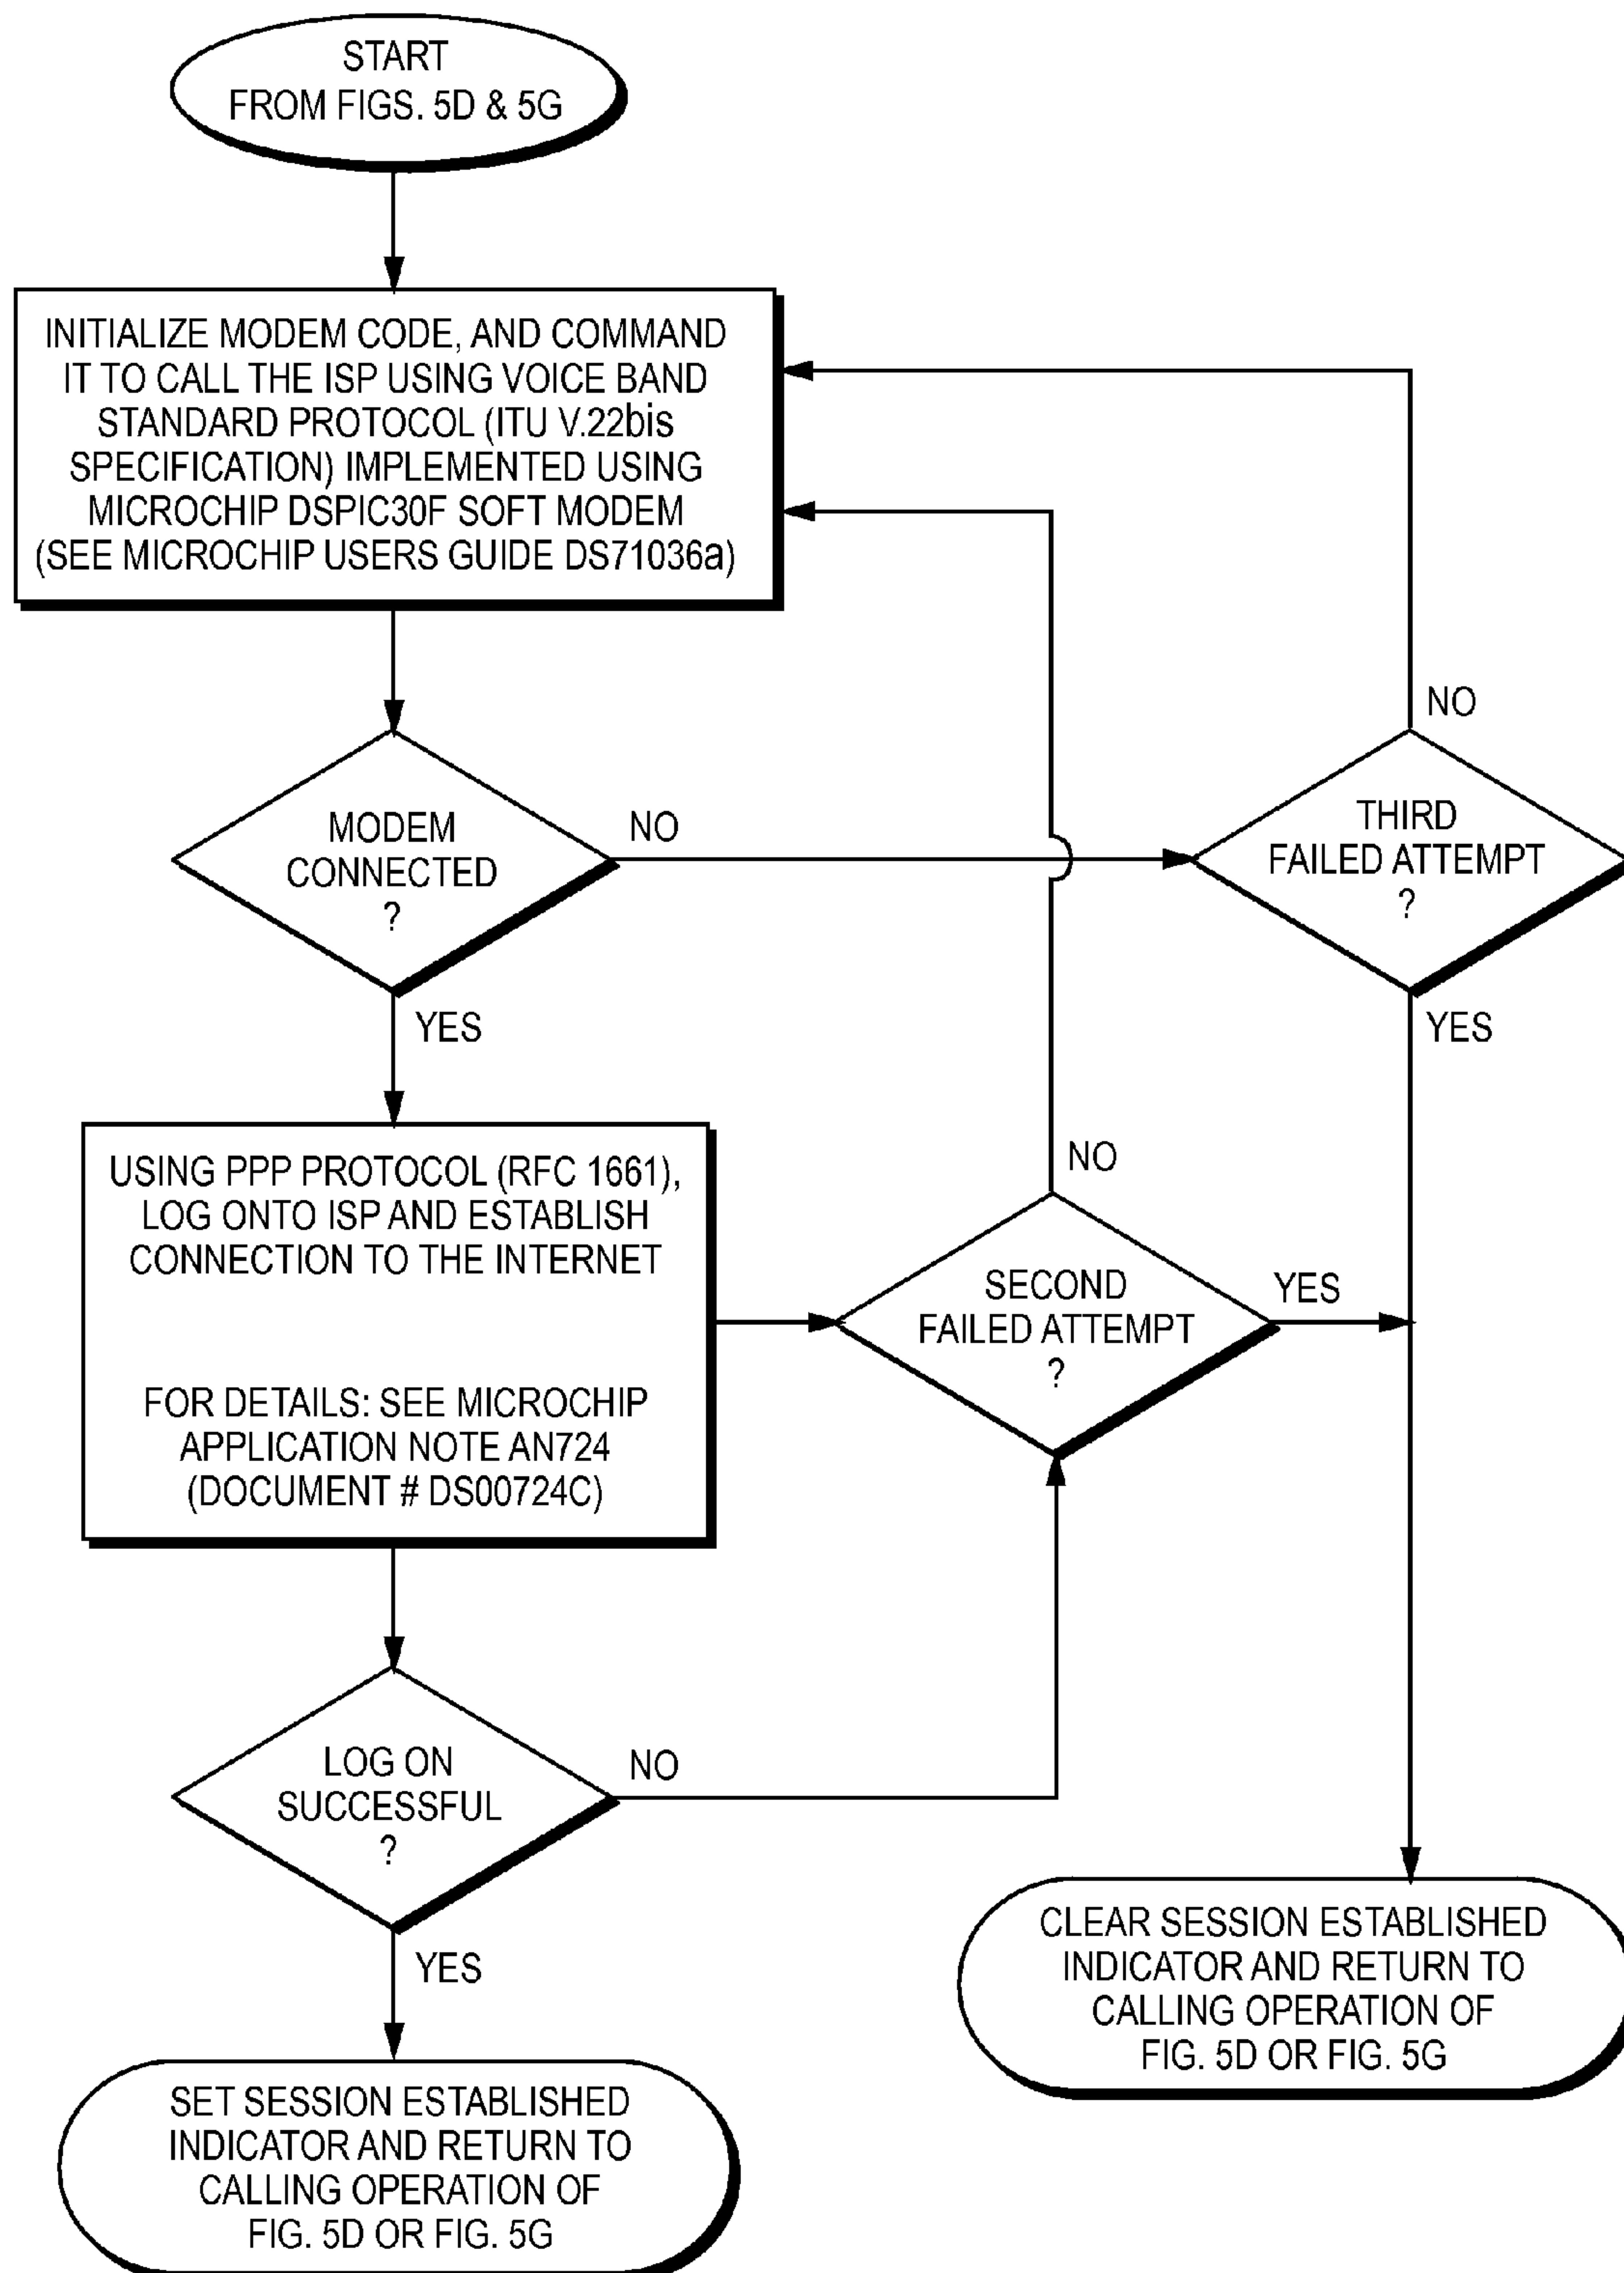 START
FROM FIGS. 5D & 5G
INITIALIZE MODEM CODE, AND COMMAND
IT TO CALL THE ISP USING VOICE BAND
STANDARD PROTOCOL (ITU V.22bis
SPECIFICATION) IMPLEMENTED USING
MICROCHIP DSPIC30F SOFT MODEM
(SEE MICROCHIP USERS GUIDE DS71036a)
MODEM
CONNECTED
?
NO
YES
THIRD
FAILED ATTEMPT
?
NO
YES
USING PPP PROTOCOL (RFC 1661),
LOG ONTO ISP AND ESTABLISH
CONNECTION TO THE INTERNET
FOR DETAILS: SEE MICROCHIP
APPLICATION NOTE AN724
(DOCUMENT # DS00724C)
SECOND
FAILED ATTEMPT
?
NO
YES
LOG ON
SUCCESSFUL
?
NO
YES
CLEAR SESSION ESTABLISHED
INDICATOR AND RETURN TO
CALLING OPERATION OF
FIG. 5D OR FIG. 5G
SET SESSION ESTABLISHED
INDICATOR AND RETURN TO
CALLING OPERATION OF
FIG. 5D OR FIG. 5G